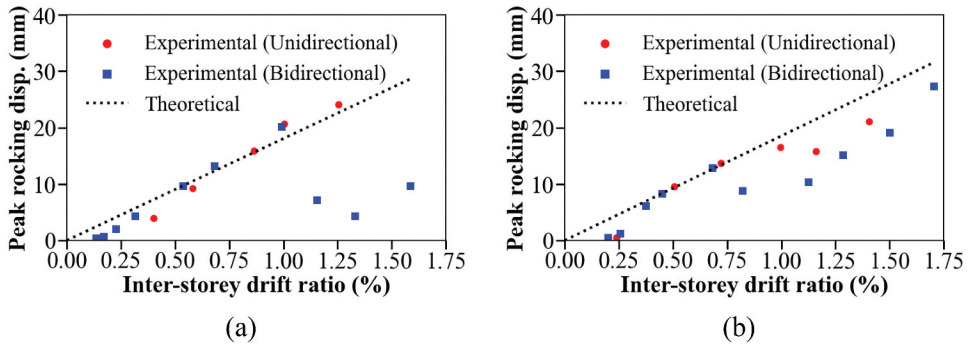 40
30
20
10
0
Peak rocking disp. (mm)
Experimental (Unidirectional)
Experimental (Bidirectional)
Theoretical
0.00 0.25 0.50 0.75 1.00 1.25 1.50 1.75
Inter-storey drift ratio (%)
(a)
40
30
20
10
0
Peak rocking disp. (mm)
Experimental (Unidirectional)
Experimental (Bidirectional)
Theoretical
0.00 0.25 0.50 0.75 1.00 1.25 1.50 1.75
Inter-storey drift ratio (%)
(b)